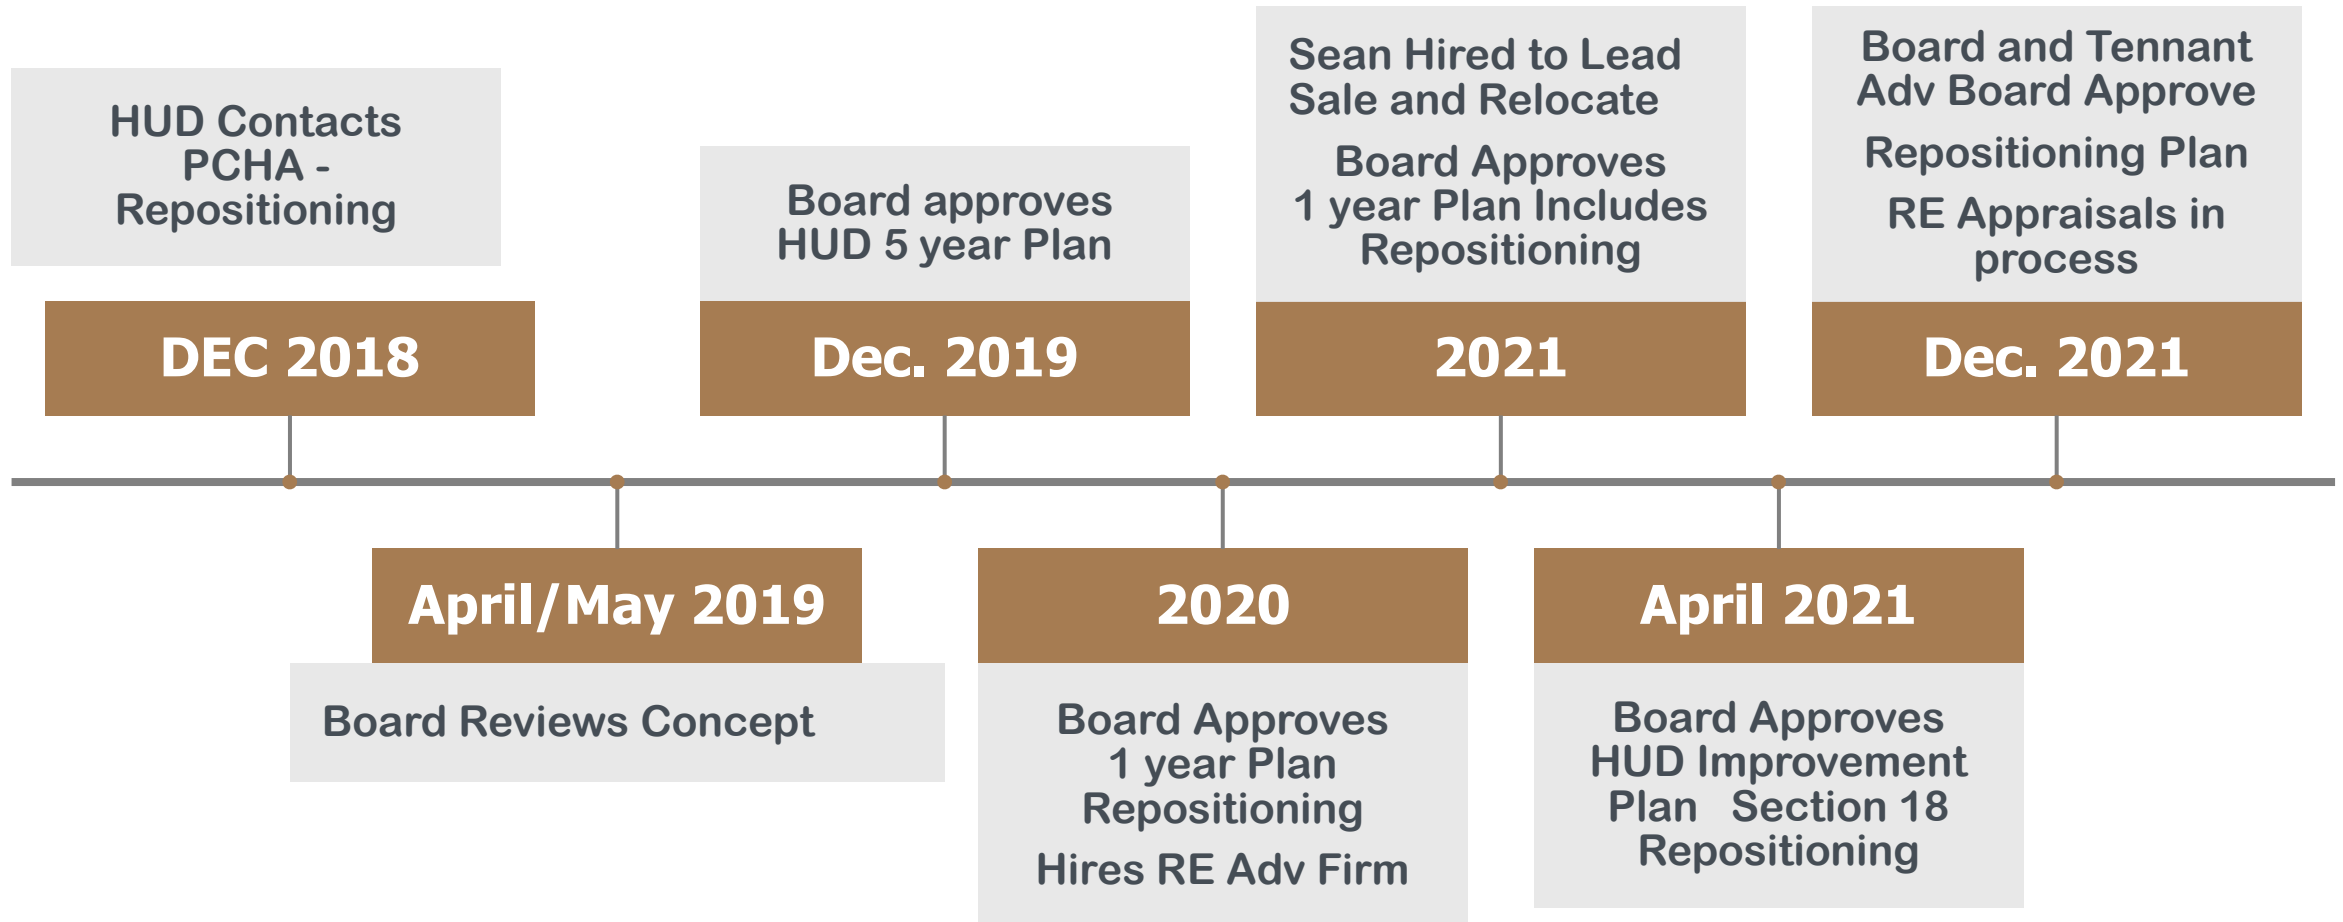 HUD Contacts
PCHA -
Repositioning
DEC 2018
April/May 2019
Board Reviews Concept
Board approves
HUD 5 year Plan
Dec. 2019
2020
Board Approves
1 year Plan
Repositioning
Hires RE Adv Firm
Sean Hired to Lead
Sale and Relocate
Board Approves
1 year Plan Includes
Repositioning
2021
April 2021
Board Approves
HUD Improvement
Plan Section 18
Repositioning
Board and Tennant
Adv Board Approve
Repositioning Plan
RE Appraisals in
process
Dec. 2021